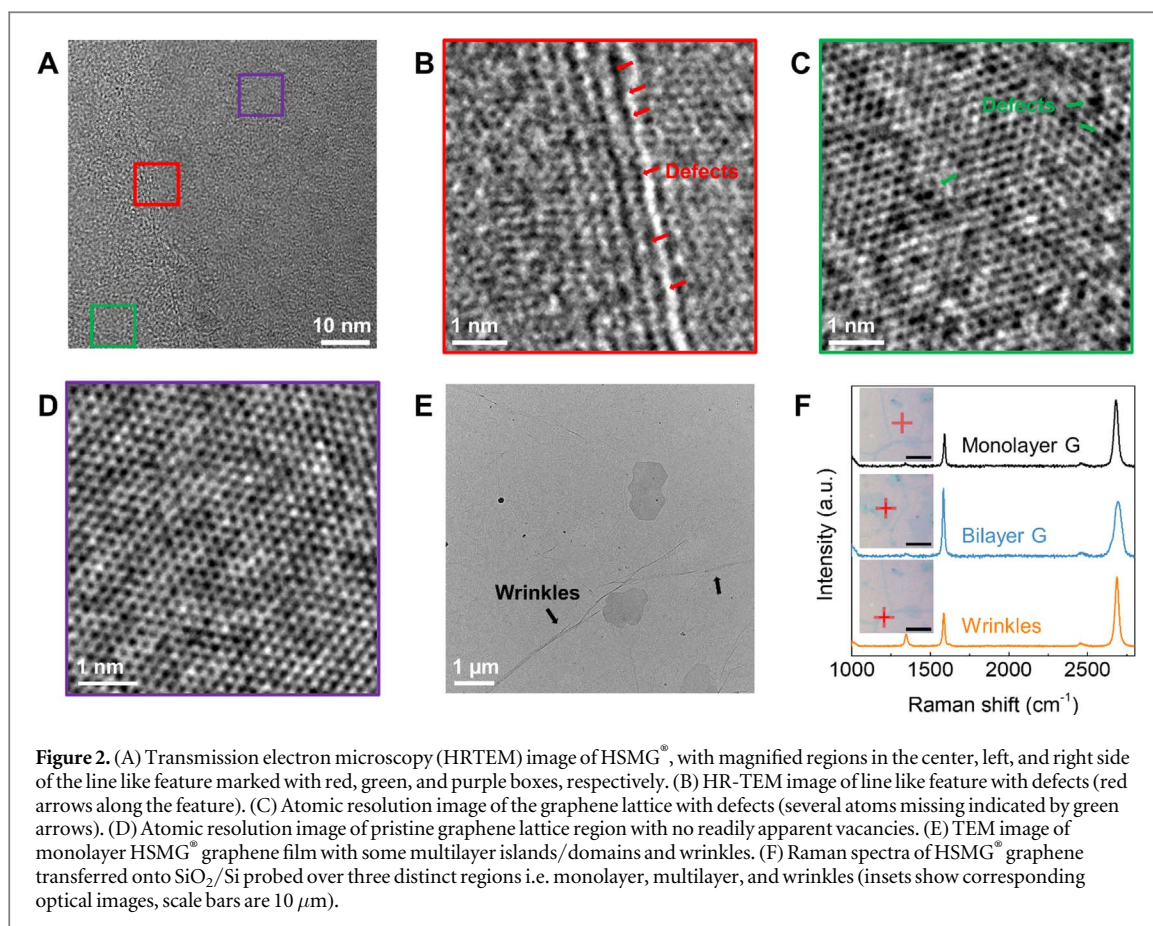 A
10 nm
B
Defects
1 nm
C
Defects
1 nm
D
1 nm
E
Wrinkles
1 μm
F
Monolayer G
Bilayer G
Wrinkles
Intensity (a.u.)
1000 1500 2000 2500
Raman shift (cm⁻¹)
Figure 2. (A) Transmission electron microscopy (HRTEM) image of HSMG®, with magnified regions in the center, left, and right side
of the line like feature marked with red, green, and purple boxes, respectively. (B) HR-TEM image of line like feature with defects (red
arrows along the feature). (C) Atomic resolution image of the graphene lattice with defects (several atoms missing indicated by green
arrows). (D) Atomic resolution image of pristine graphene lattice region with no readily apparent vacancies. (E) TEM image of
monolayer HSMG® graphene film with some multilayer islands/domains and wrinkles. (F) Raman spectra of HSMG® graphene
transferred onto SiO₂/Si probed over three distinct regions i.e. monolayer, multilayer, and wrinkles (insets show corresponding
optical images, scale bars are 10 μm).